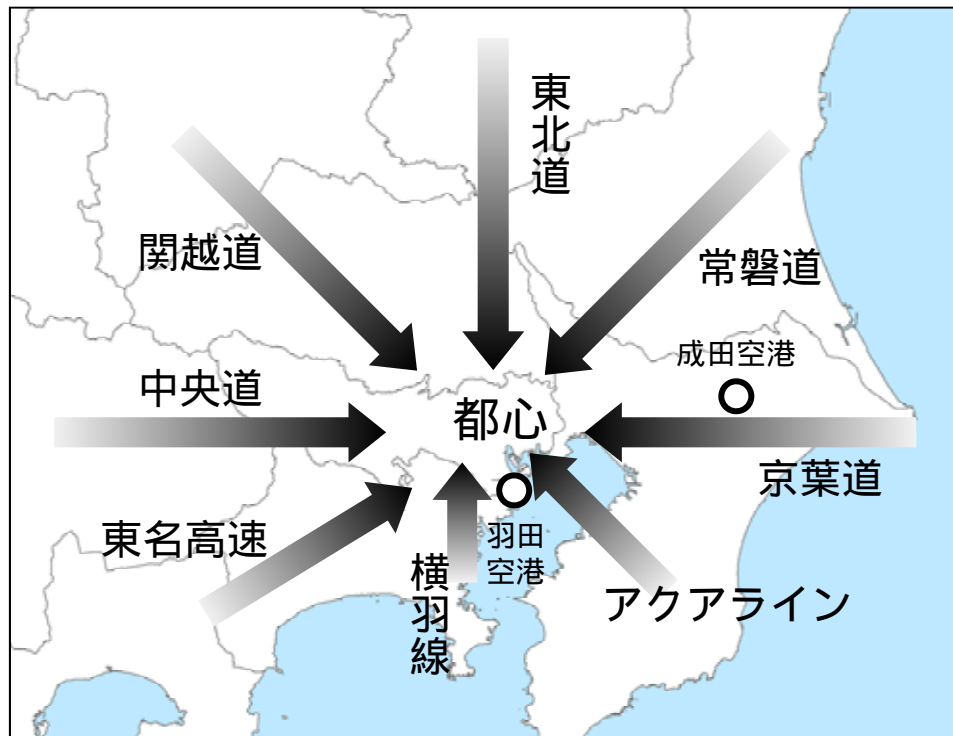 東北道
関越道
常磐道
成田空港
中央道
都心
京葉道
東名高速
羽田
空港
横羽線
アクアライン